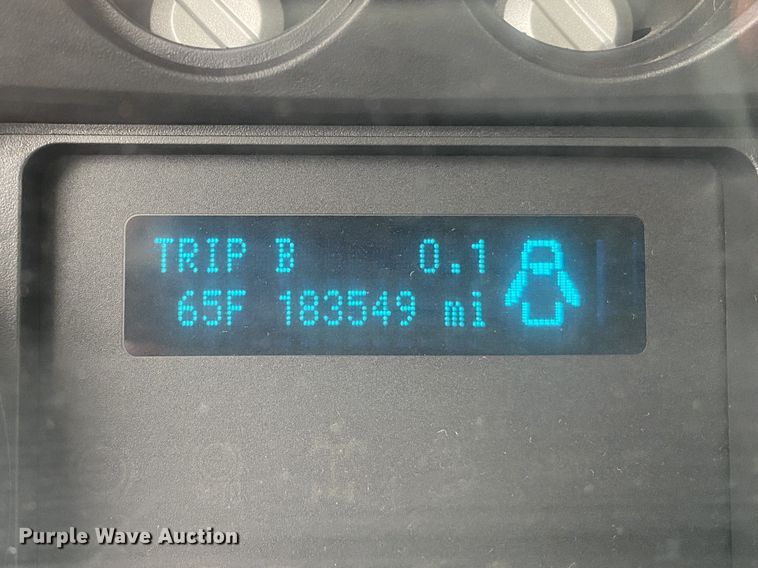 TRIP B 0.1
65F 183549 mi
Purple Wave Auction